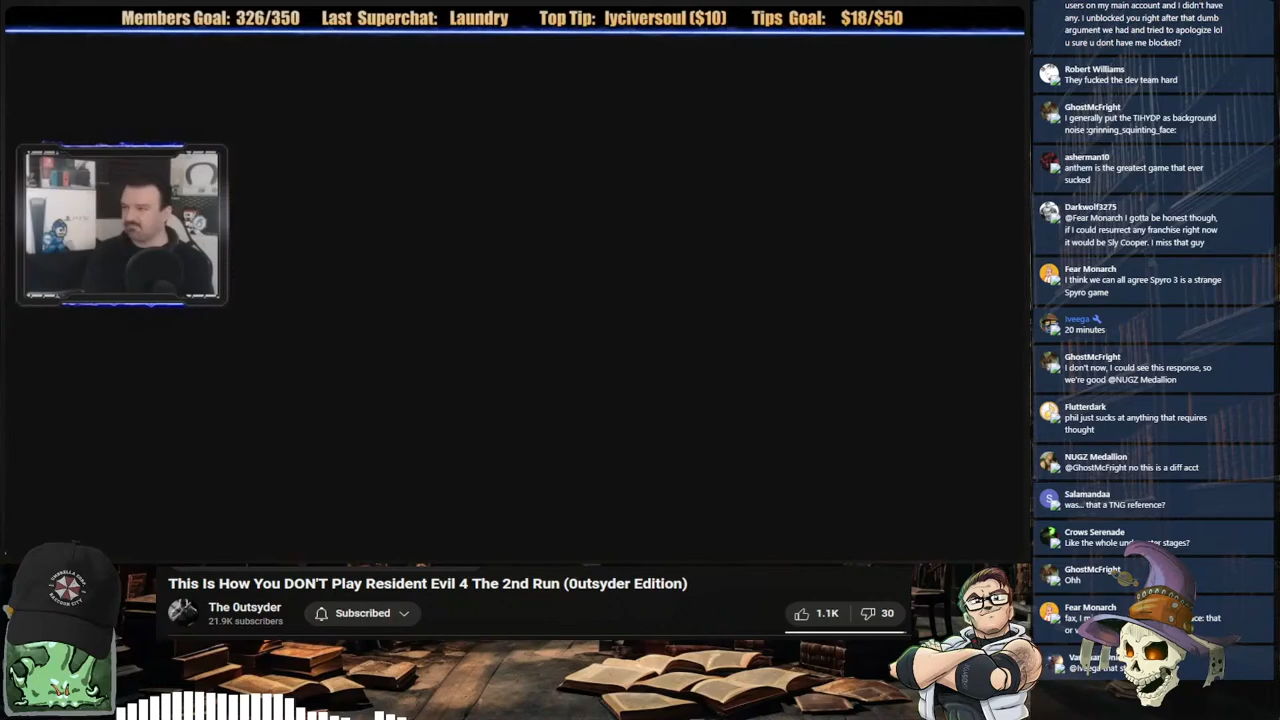 Members Goal: 326/350 Last Superchat: Laundry Top Tip: lyciversoul ($10) Tips Goal: $18/$50
users on my main account and I didn't have
any. I unblocked you right after that dumb
argument we had and tried to apologize lol
u sure u dont have me blocked?
Robert Williams
They fucked the dev team hard
GhostMcFright
I generally put the TIHYDP as background
noise :grinning_squinting_face:
asherman10
anthem is the greatest game that ever
sucked
Darkwolf3275
@Fear Monarch I gotta be honest though,
if I could resurrect any franchise right now
it would be Sly Cooper. I miss that guy
Fear Monarch
I think we can all agree Spyro 3 is a strange
Spyro game
Iveega
20 minutes
GhostMcFright
I don't now, I could see this response, so
we're good @NUGZ Medallion
Flutterdark
phil just sucks at anything that requires
thought
NUGZ Medallion
@GhostMcFright no this is a diff acct
S
Salamandaa
was... that a TNG reference?
Crows Serenade
Like the whole stages?
GhostMcFright
Ohh
Fear Monarch
fax, I that
or
This Is How You DON'T Play Resident Evil 4 The 2nd Run (0utsyder Edition)
The 0utsyder
21.9K subscribers
Subscribed
1.1K
30
UMBRELLA CORP.
RACCOON CITY